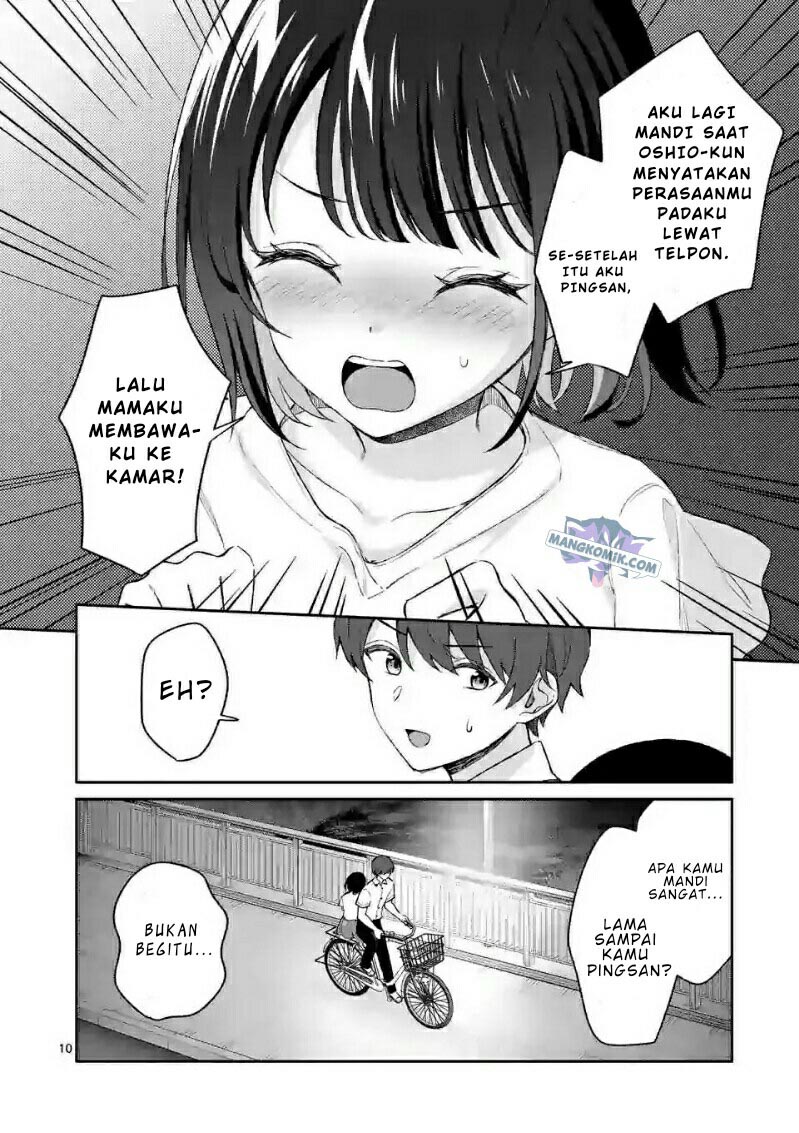 AKU LAGI
MANDI SAAT
OSHIO-KUN
MENYATAKAN
PERASAANMU
PADAKU
LEWAT
TELPON.
SE-SETELAH
ITU AKU
PINGSAN,
LALU
MAMAKU
MEMBAWA-
KU KE
KAMAR!
MANGKOMIK.COM
EH?
APA KAMU
MANDI
SANGAT...
LAMA
SAMPAI
KAMU
PINGSAN?
BUKAN
BEGITU...
10